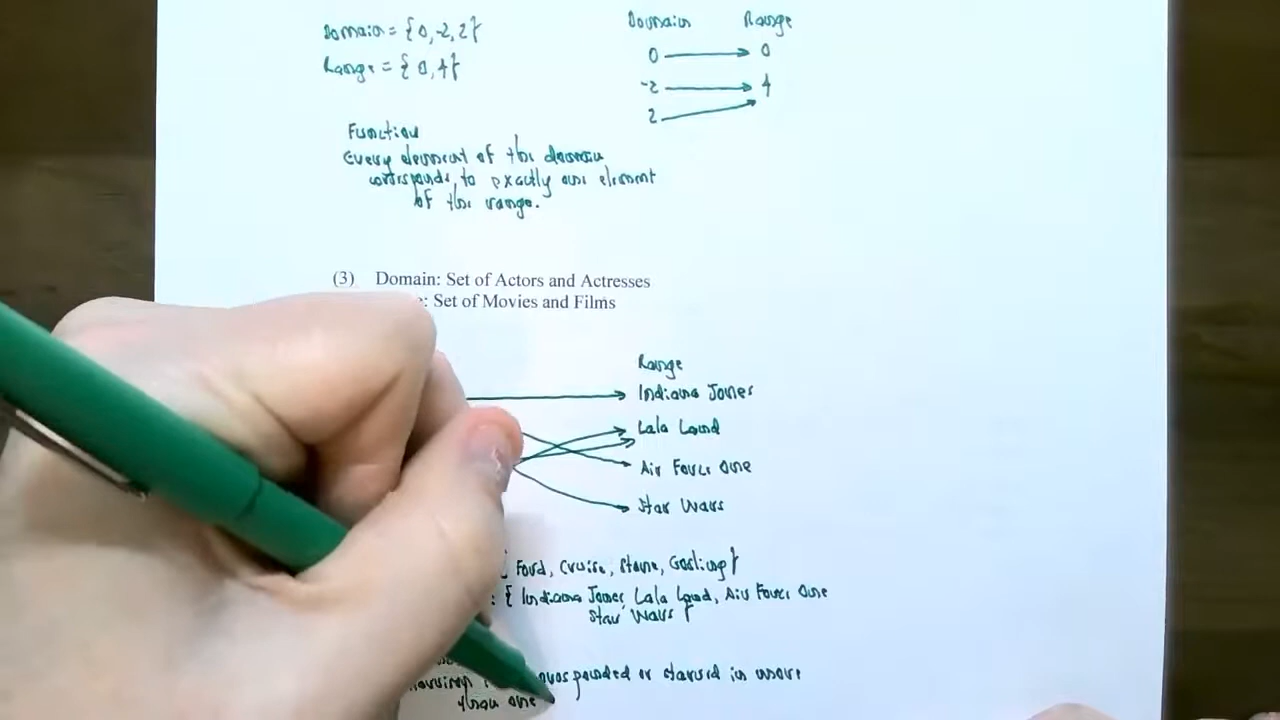 Domain = {0,-2,2}
Range = {0,4}
Domain Range
0 0
-2 4
2
Function
Every element of the domain
corresponds to exactly one element
of the range.
(3) Domain: Set of Actors and Actresses
: Set of Movies and Films
Range
Indiana Jones
Lala Land
Air Force One
Star Wars
{ Ford, Cruise, Stone, Gosling}
: { Indiana Jones, Lala Land, Air Force One
Star Wars }
or starred in more
than one